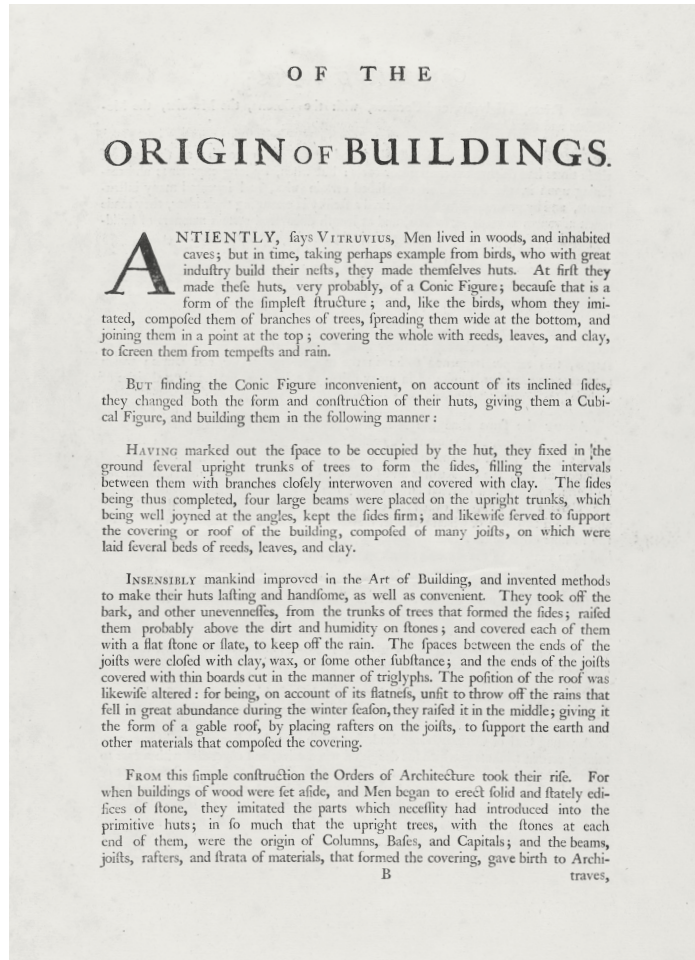 OF THE
ORIGIN OF BUILDINGS.
ANTIENTLY, ſays VITRUVIUS, Men lived in woods, and inhabited
caves; but in time, taking perhaps example from birds, who with great
induſtry build their neſts, they made themſelves huts. At firſt they
made theſe huts, very probably, of a Conic Figure; becauſe that is a
form of the ſimpleſt ſtructure; and, like the birds, whom they imi-
tated, compoſed them of branches of trees, ſpreading them wide at the bottom, and
joining them in a point at the top; covering the whole with reeds, leaves, and clay,
to ſcreen them from tempeſts and rain.
BUT finding the Conic Figure inconvenient, on account of its inclined ſides,
they changed both the form and conſtruction of their huts, giving them a Cubi-
cal Figure, and building them in the following manner:
HAVING marked out the ſpace to be occupied by the hut, they fixed in the
ground ſeveral upright trunks of trees to form the ſides, filling the intervals
between them with branches cloſely interwoven and covered with clay. The ſides
being thus completed, four large beams were placed on the upright trunks, which
being well joyned at the angles, kept the ſides firm; and likewiſe ſerved to ſupport
the covering or roof of the building, compoſed of many joiſts, on which were
laid ſeveral beds of reeds, leaves, and clay.
INSENSIBLY mankind improved in the Art of Building, and invented methods
to make their huts laſting and handſome, as well as convenient. They took off the
bark, and other unevenneſſes, from the trunks of trees that formed the ſides; raiſed
them probably above the dirt and humidity on ſtones; and covered each of them
with a flat ſtone or ſlate, to keep off the rain. The ſpaces between the ends of the
joiſts were cloſed with clay, wax, or ſome other ſubſtance; and the ends of the joiſts
covered with thin boards cut in the manner of triglyphs. The poſition of the roof was
likewiſe altered: for being, on account of its flatneſs, unfit to throw off the rains that
fell in great abundance during the winter ſeaſon, they raiſed it in the middle; giving it
the form of a gable roof, by placing rafters on the joiſts, to ſupport the earth and
other materials that compoſed the covering.
FROM this ſimple conſtruction the Orders of Architecture took their riſe. For
when buildings of wood were ſet aſide, and Men began to erect ſolid and ſtately edi-
fices of ſtone, they imitated the parts which neceſſity had introduced into the
primitive huts; in ſo much that the upright trees, with the ſtones at each
end of them, were the origin of Columns, Baſes, and Capitals; and the beams,
joiſts, rafters, and ſtrata of materials, that formed the covering, gave birth to Archi-
B traves,